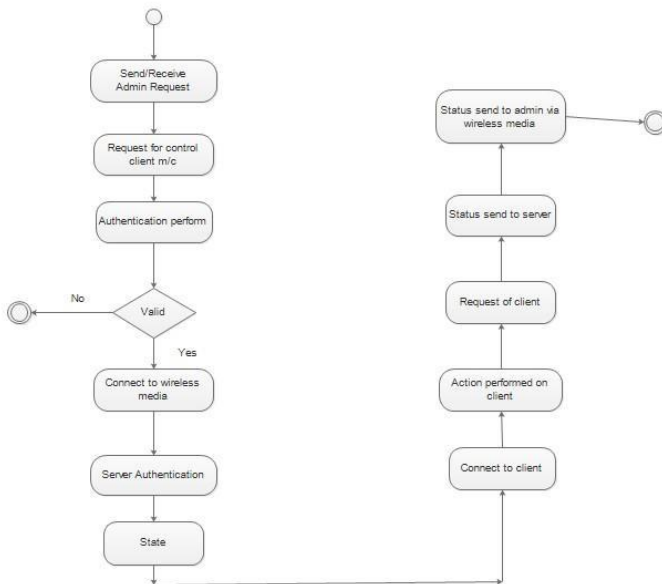 Send/Receive
Admin Request
Request for control
client m/c
Authentication perform
No
Valid
Yes
Connect to wireless
media
Server Authentication
State
Status send to admin via
wireless media
Status send to server
Request of client
Action performed on
client
Connect to client